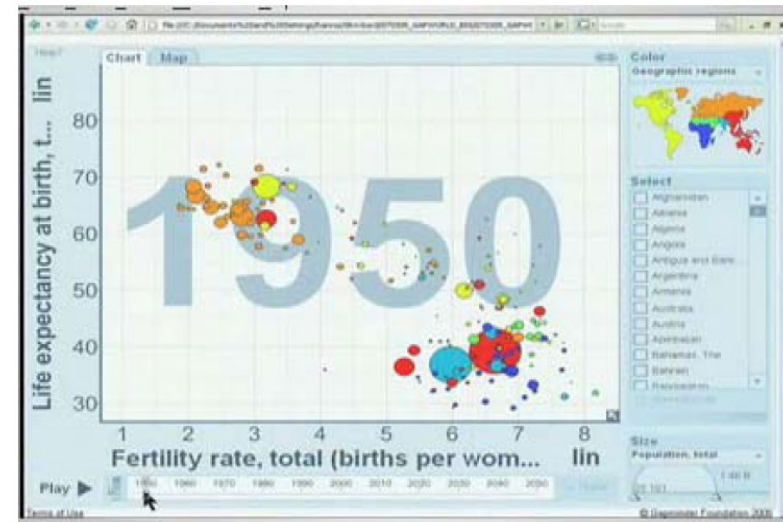 Help?
Chart Map
Life expectancy at birth, t... lin
80
70
60
50
40
30
1950
1 2 3 4 5 6 7 8
Fertility rate, total (births per wom... lin
Play
1950 1960 1970 1980 1990 2000 2010 2020 2030 2040 2050
Terms of Use
Color
Geographic regions
Select
Afghanistan
Albania
Algeria
Angola
Antigua and Barb
Argentina
Armenia
Australia
Austria
Azerbaijan
Bahamas, The
Bahrain
Size
Population, total
© Gapminder Foundation 2006